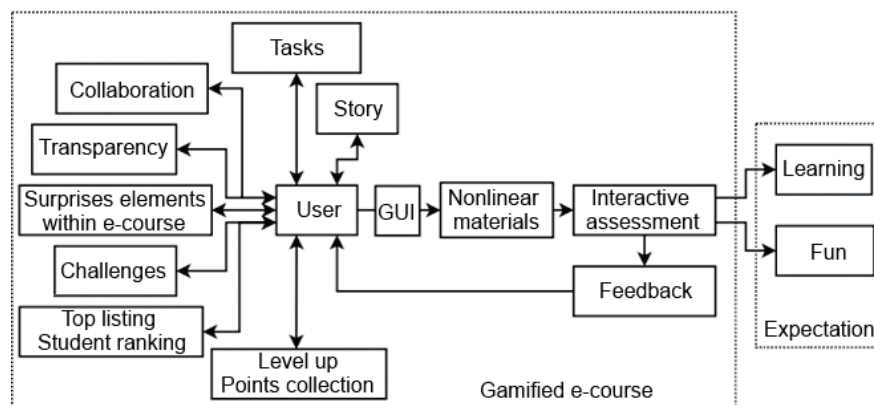 Tasks
Collaboration
Story
Transparency
Learning
Surprises elements
within e-course
User
GUI
Nonlinear
materials
Interactive
assessment
Challenges
Fun
Feedback
Top listing
Student ranking
Expectation
Level up
Points collection
Gamified e-course